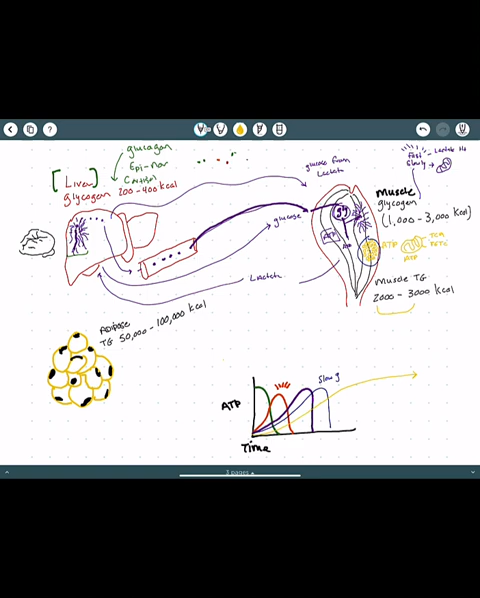 glucagon
Epi-nor
Cortisol
[Liver]
glycogen 200-400 Kcal
glucose from
Lactate
Fast - Lactate
Slowly →
Muscle
glycogen
(1,000 - 3,000 Kcal)
glucose
ATP
ATP
TCA
ETC
ATP
Lactate
Muscle TG
2000 - 3000 Kcal
Adipose
TG 50,000 - 100,000 Kcal
Slow g
ATP
Time
3 pages